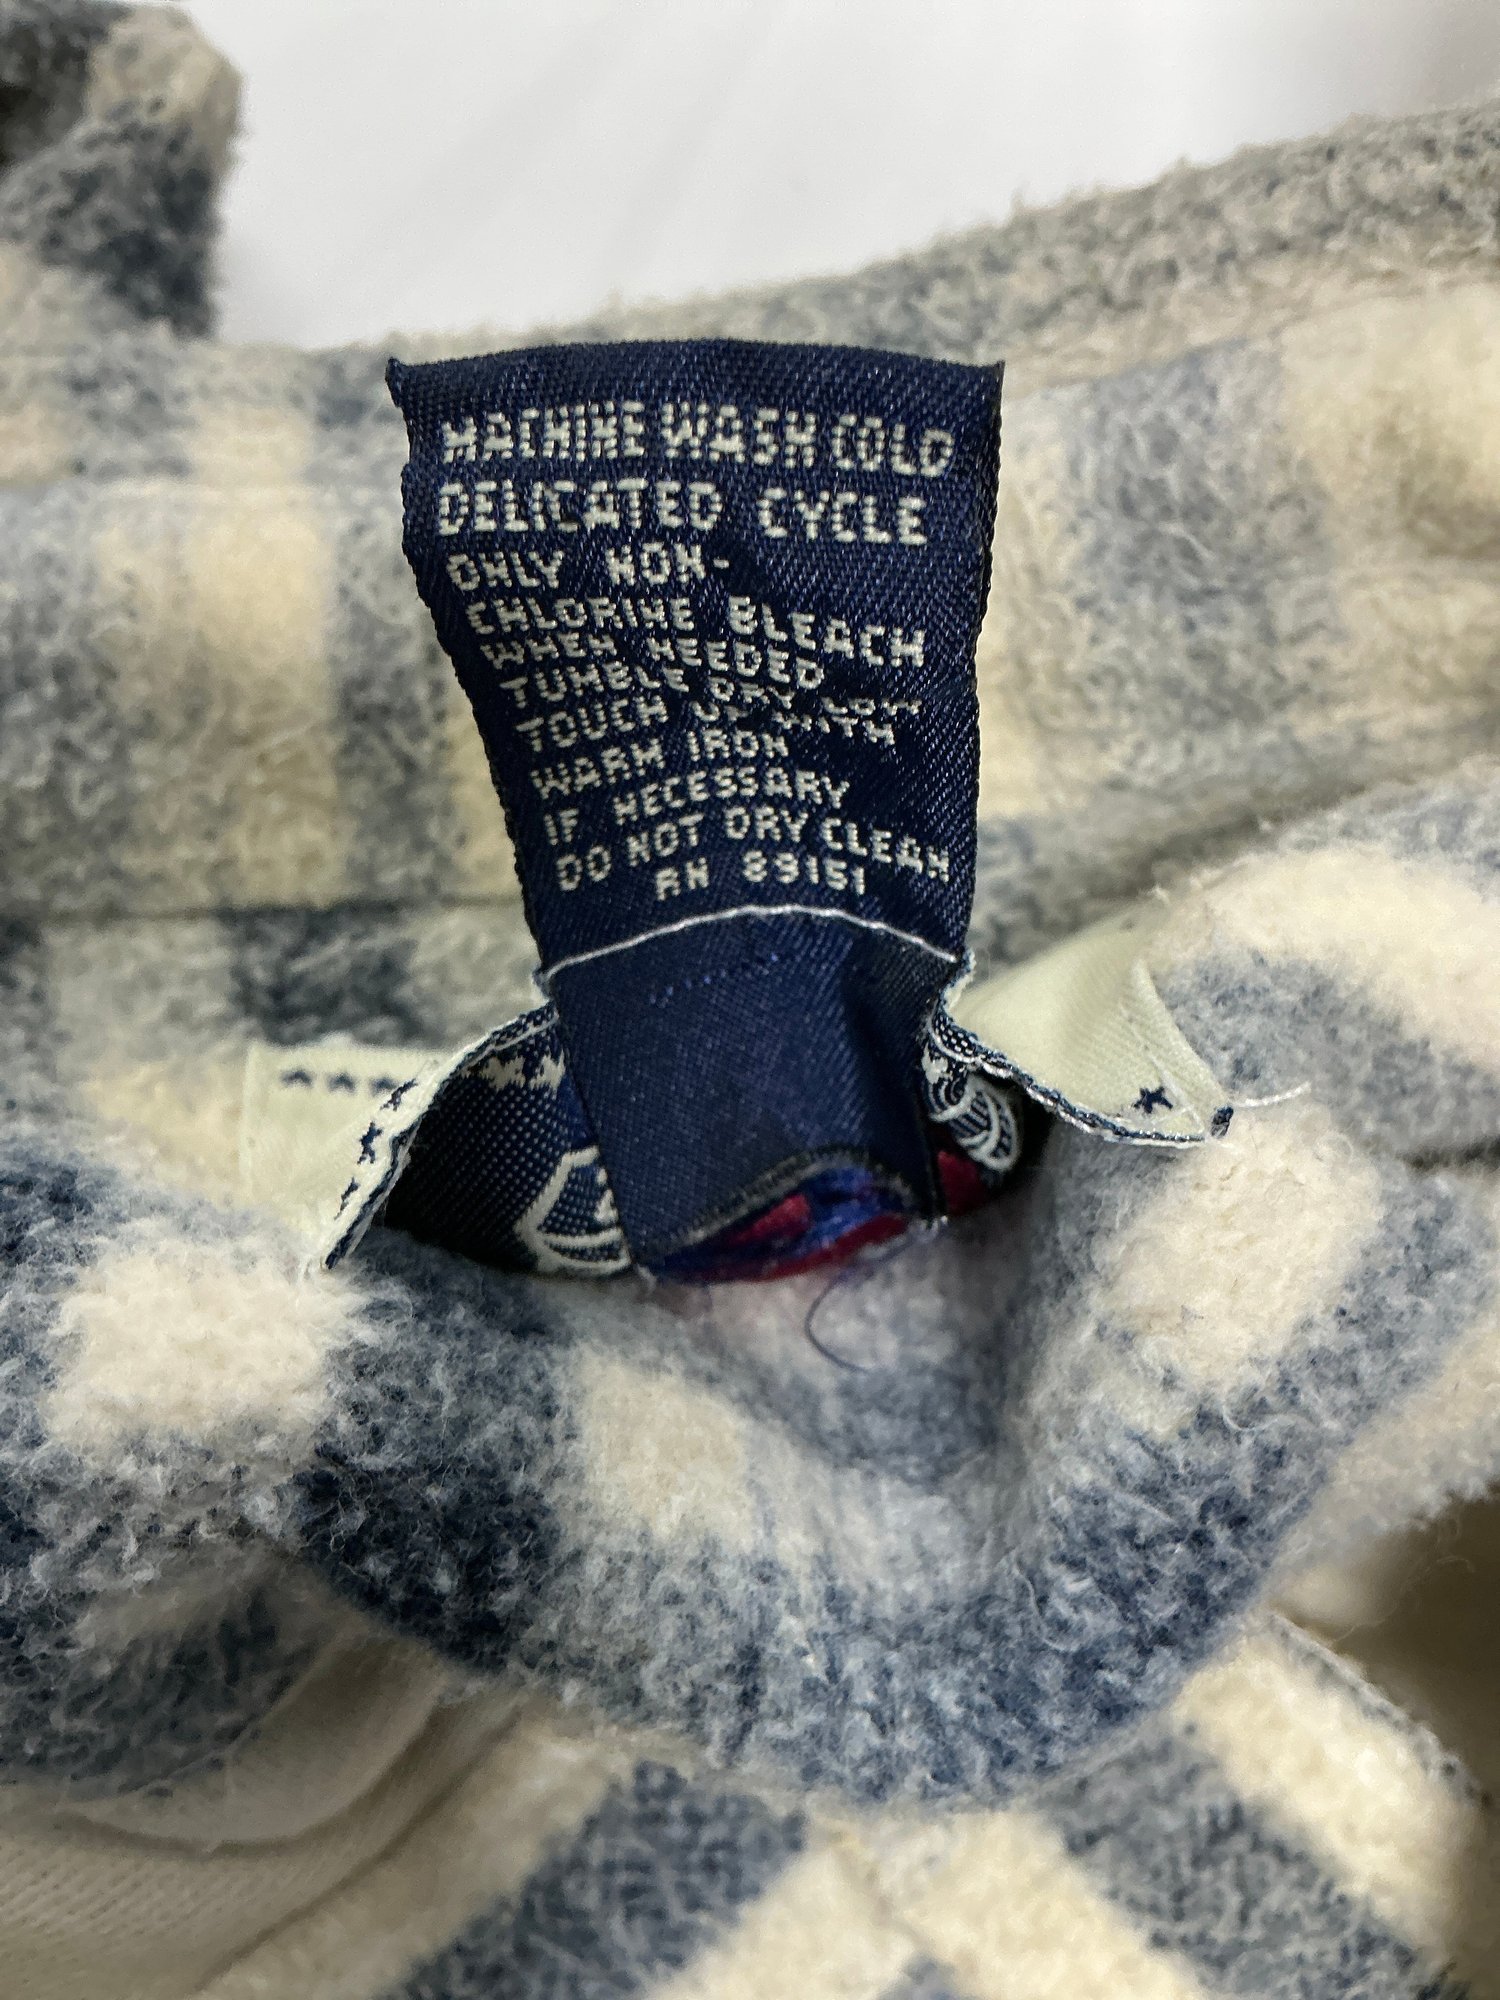 MACHINE WASH COLD
DELICATED CYCLE
ONLY NON-
CHLORINE BLEACH
WHEN NEEDED
TUMBLE DRY LOW
TOUCH UP WITH
WARM IRON
IF NECESSARY
DO NOT DRY CLEAN
RN 89151